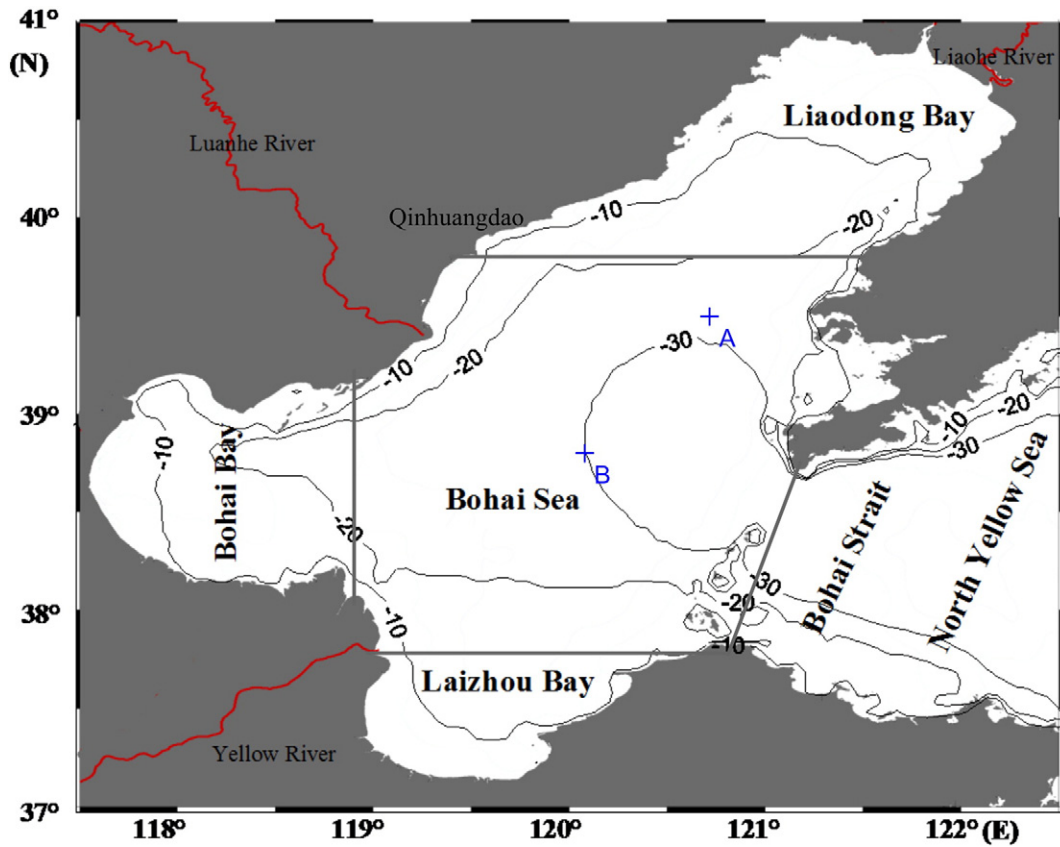 41°
(N)
Liaohe River
Liaodong Bay
Luanhe River
40°
-10
Qinhuangdao
-20
A
-30
-10
-20
39°
-10
-20
-30
-10
Bohai Bay
B
Bohai Sea
-20
Bohai Strait
North Yellow Sea
38°
-30
-20
-10
-10
Laizhou Bay
Yellow River
37°
118° 119° 120° 121° 122° (E)